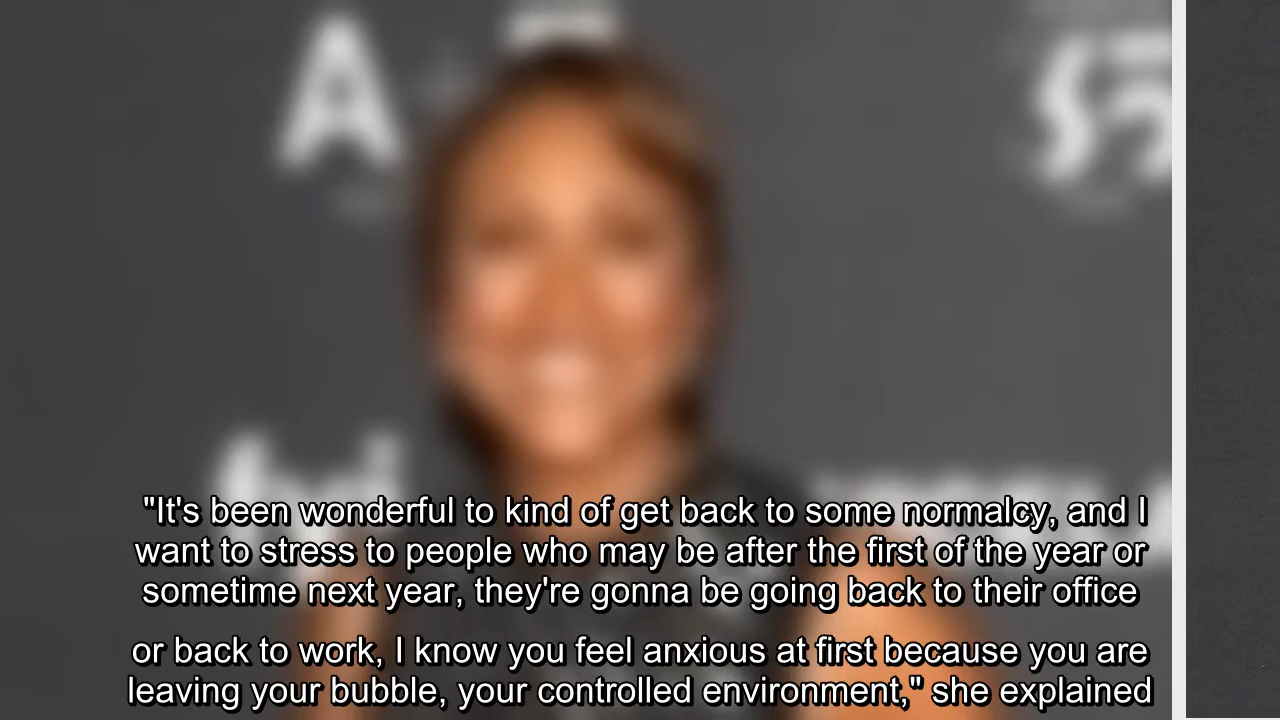 "It's been wonderful to kind of get back to some normalcy, and I
want to stress to people who may be after the first of the year or
sometime next year, they're gonna be going back to their office
or back to work, I know you feel anxious at first because you are
leaving your bubble, your controlled environment," she explained